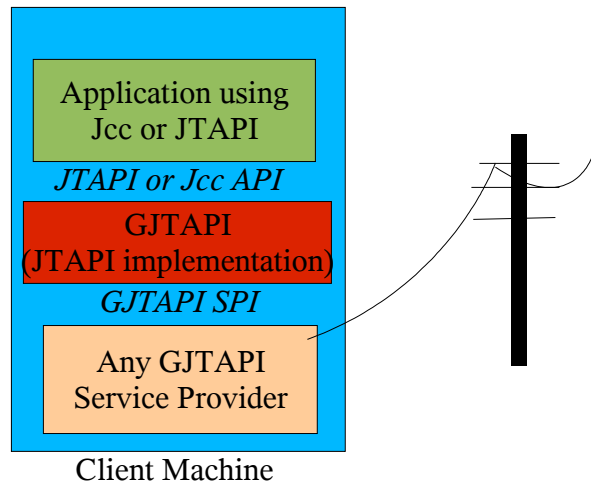 Application using
Jcc or JTAPI
JTAPI or Jcc API
GJTAPI
(JTAPI implementation)
GJTAPI SPI
Any GJTAPI
Service Provider
Client Machine